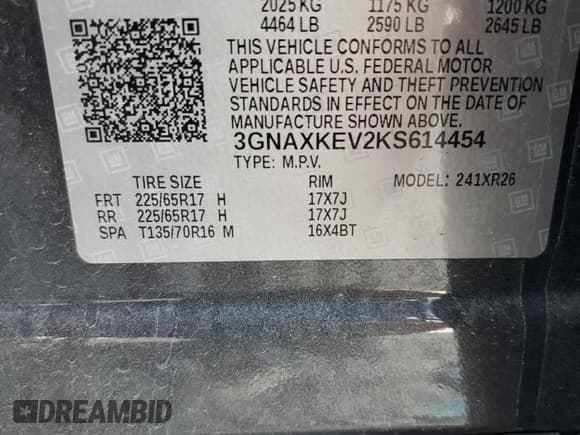 2025 KG 1175 KG 1200 KG
4464 LB 2590 LB 2645 LB
THIS VEHICLE CONFORMS TO ALL
APPLICABLE U.S. FEDERAL MOTOR
VEHICLE SAFETY AND THEFT PREVENTION
STANDARDS IN EFFECT ON THE DATE OF
MANUFACTURE SHOWN ABOVE.
3GNAXKEV2KS614454
TYPE: M.P.V.
TIRE SIZE RIM MODEL: 241XR26
FRT 225/65R17 H 17X7J
RR 225/65R17 H 17X7J
SPA T135/70R16 M 16X4BT
GM
DREAMBID